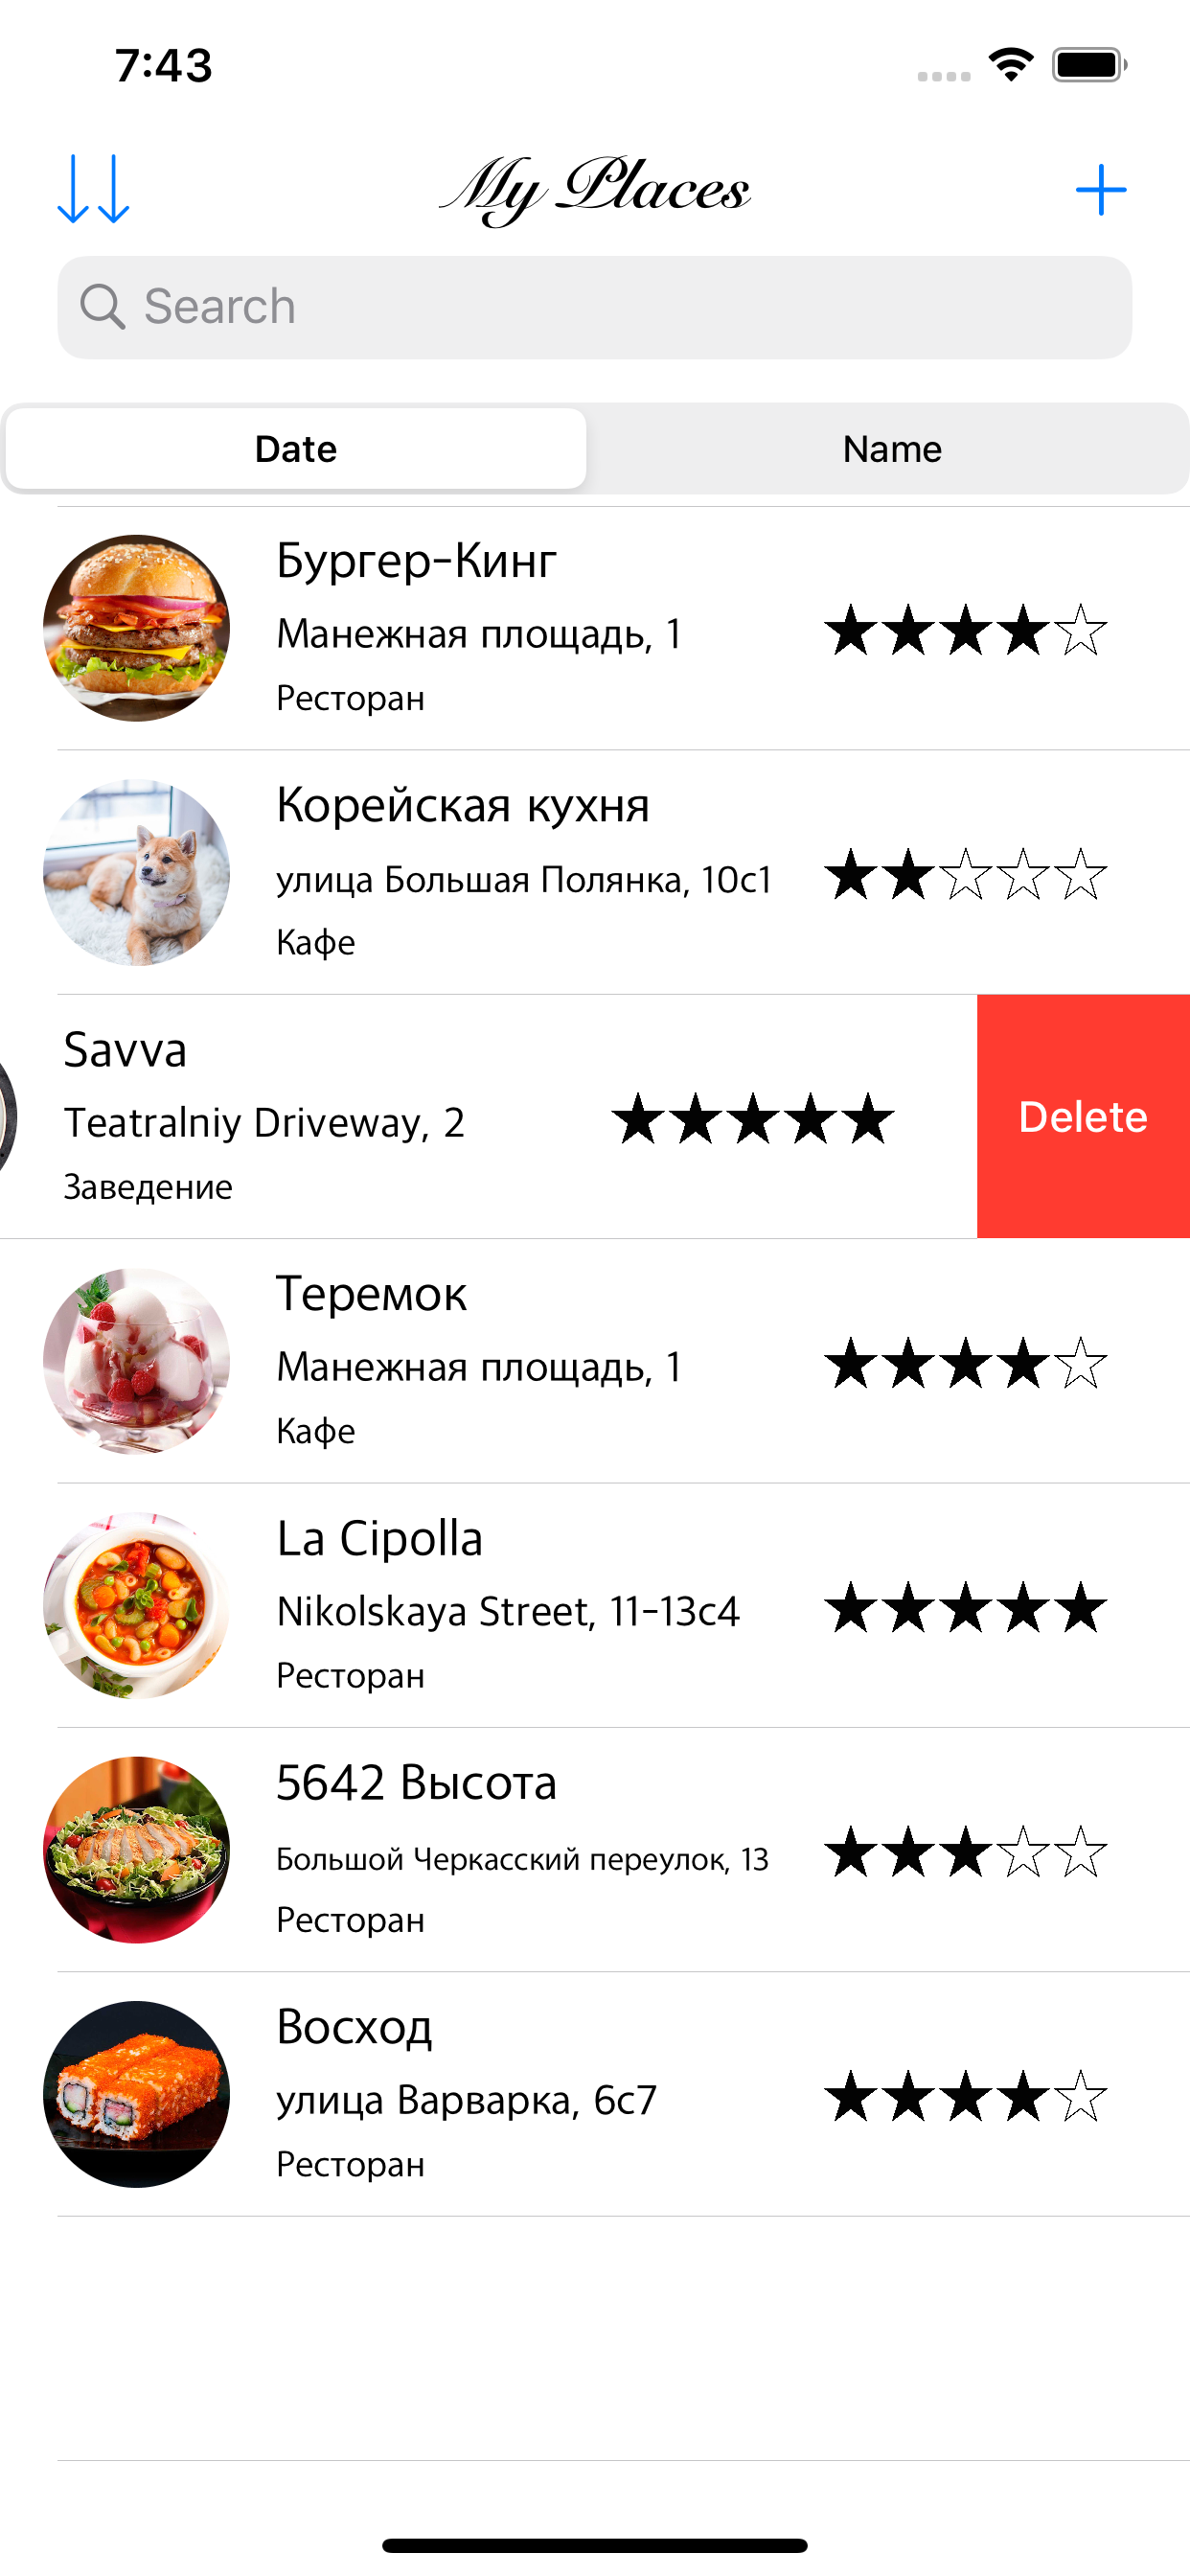 7:43
My Places
Search
Date
Name
Бургер-Кинг
Манежная площадь, 1
Ресторан
Корейская кухня
улица Большая Полянка, 10с1
Кафе
Savva
Teatralniy Driveway, 2
Заведение
Delete
Теремок
Манежная площадь, 1
Кафе
La Cipolla
Nikolskaya Street, 11-13с4
Ресторан
5642 Высота
Большой Черкасский переулок, 13
Ресторан
Восход
улица Варварка, 6с7
Ресторан